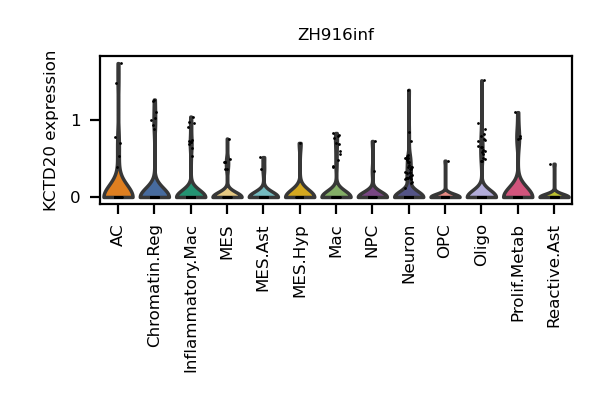 ZH916inf
KCTD20 expression
1
0
AC
Chromatin.Reg
Inflammatory.Mac
MES
MES.Ast
MES.Hyp
Mac
NPC
Neuron
OPC
Oligo
Prolif.Metab
Reactive.Ast